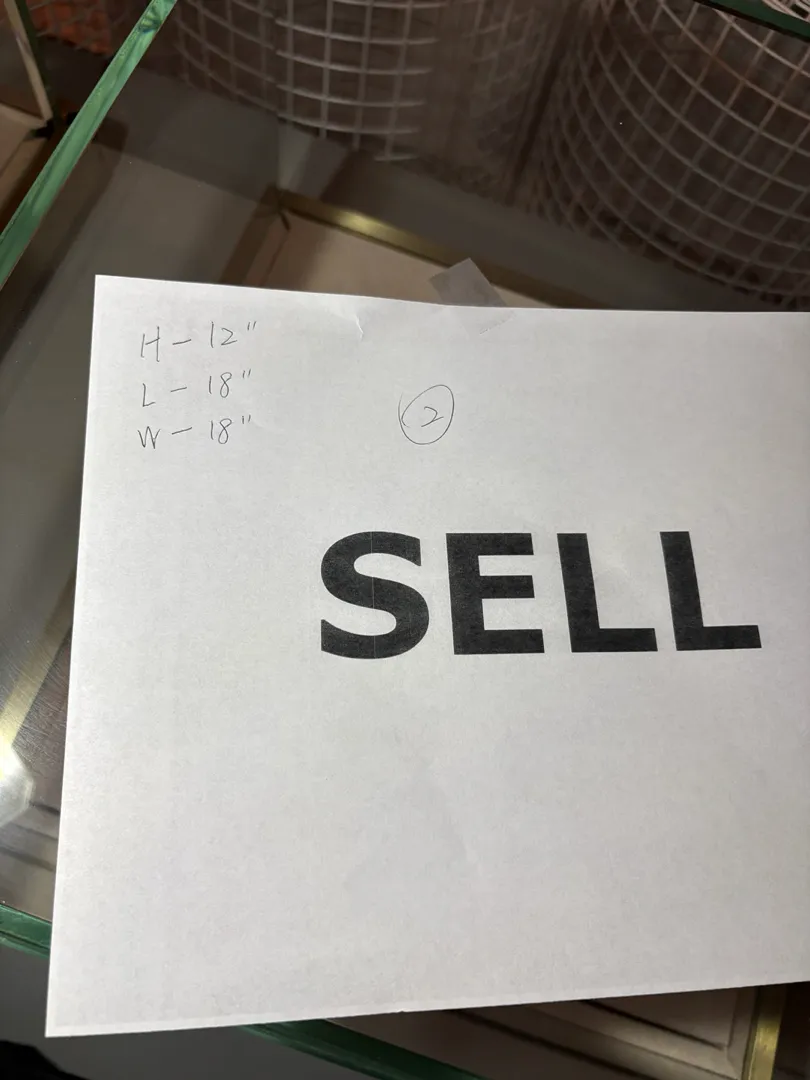 H - 12"
L - 18"
W - 18"
2
SELL